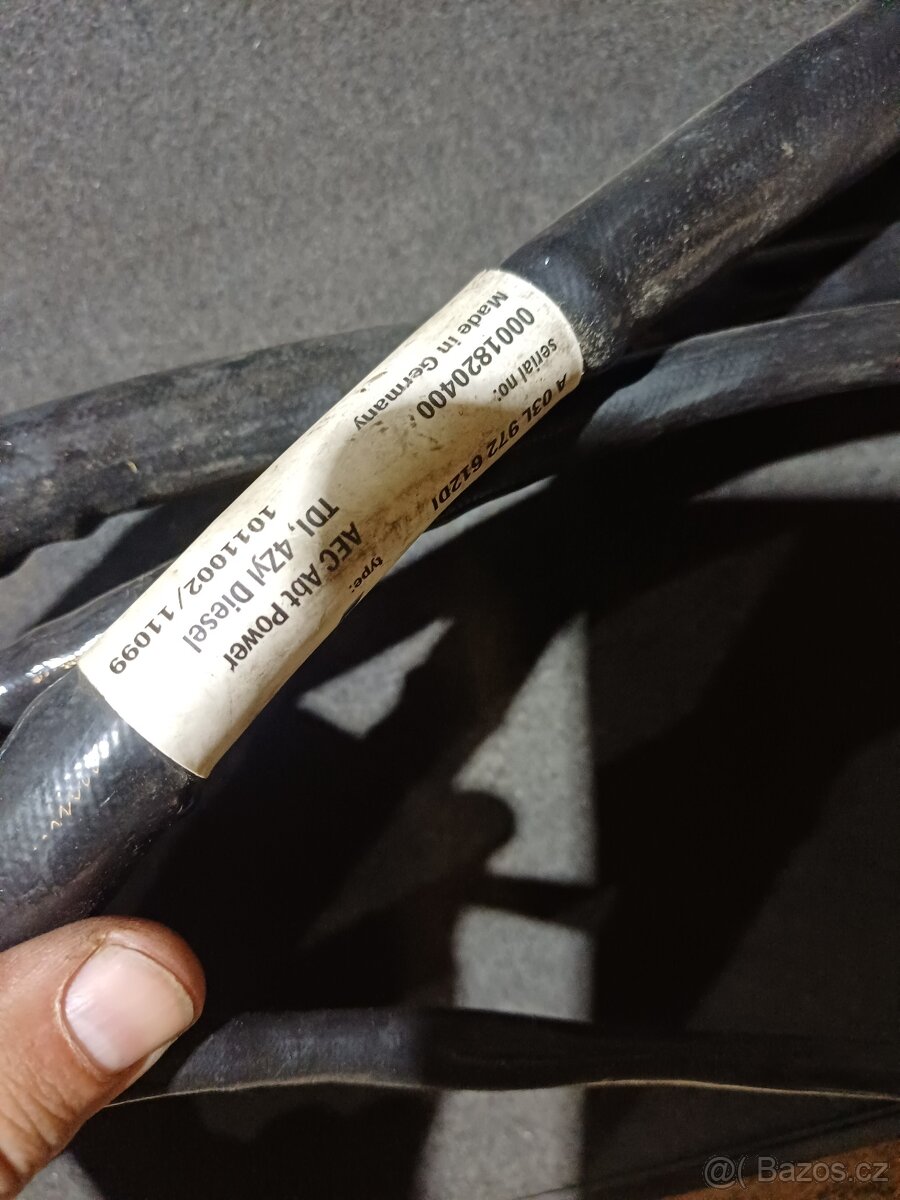 type:
AEC Abt Power
TDI, 4Zyl Diesel
1011002/11099
A 03L 972 612DI
serial no:
0001820400
Made in Germany
@( Bazoš.cz